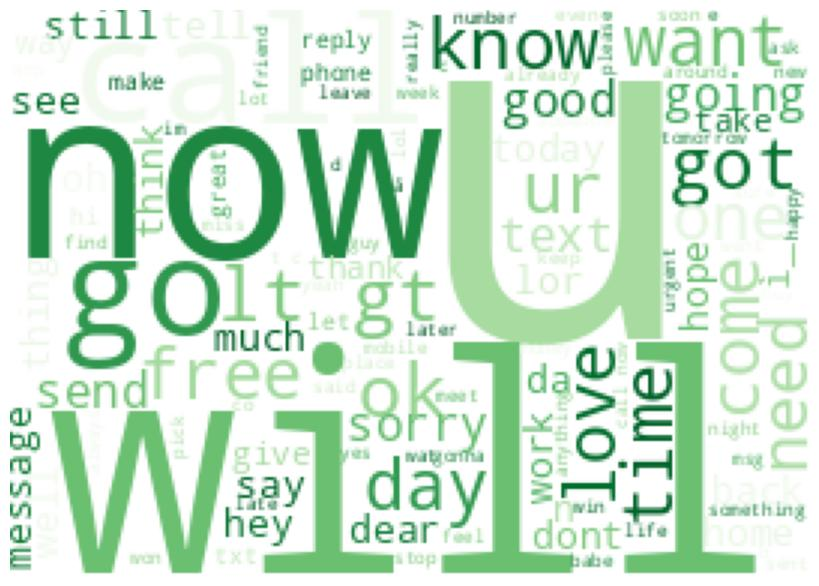 still
tell
number
even
soon
e
way
call
friend
reply
really
know
please
want
ask
make
phone
already
around
new
see
lot
leave
week
good
going
take
now
u
im
lol
today
tomorrow
think
great
d
ur
got
oh
hi
miss
one
find
guy
text
happy
go
lt
thank
keep
gt
lor
urgent
hope
i__
thing
yeah
let
much
later
come
need
free
mobile
place
send
said
ok
meet
da
love
time
call now
will
co
sorry
work
anything
night
message
pick
give
yes
watgonna
msg
well
say
day
late
back
hey
dear
feel
n
win
something
dont
life
home
won
txt
stop
babe
sent